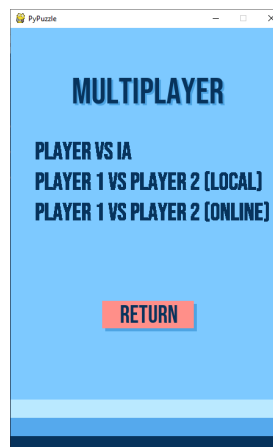 PyPuzzle
MULTIPLAYER
PLAYER VS IA
PLAYER 1 VS PLAYER 2 (LOCAL)
PLAYER 1 VS PLAYER 2 (ONLINE)
RETURN